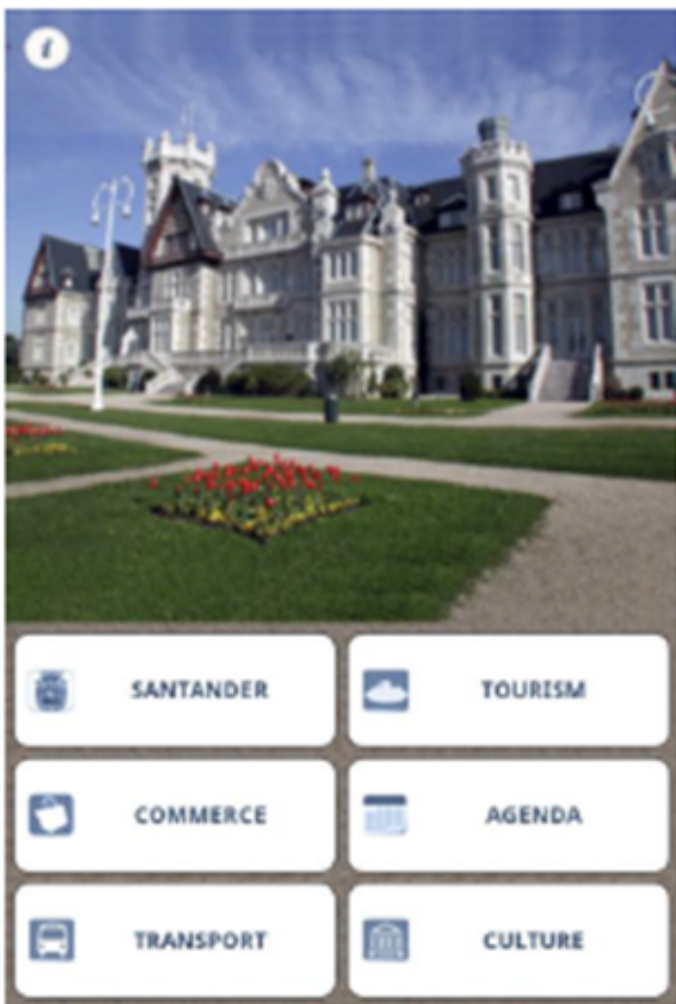 i
SANTANDER
TOURISM
COMMERCE
AGENDA
TRANSPORT
CULTURE